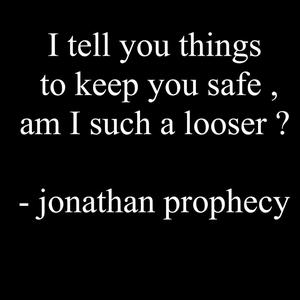 I tell you things
to keep you safe ,
am I such a looser ?
- jonathan prophecy